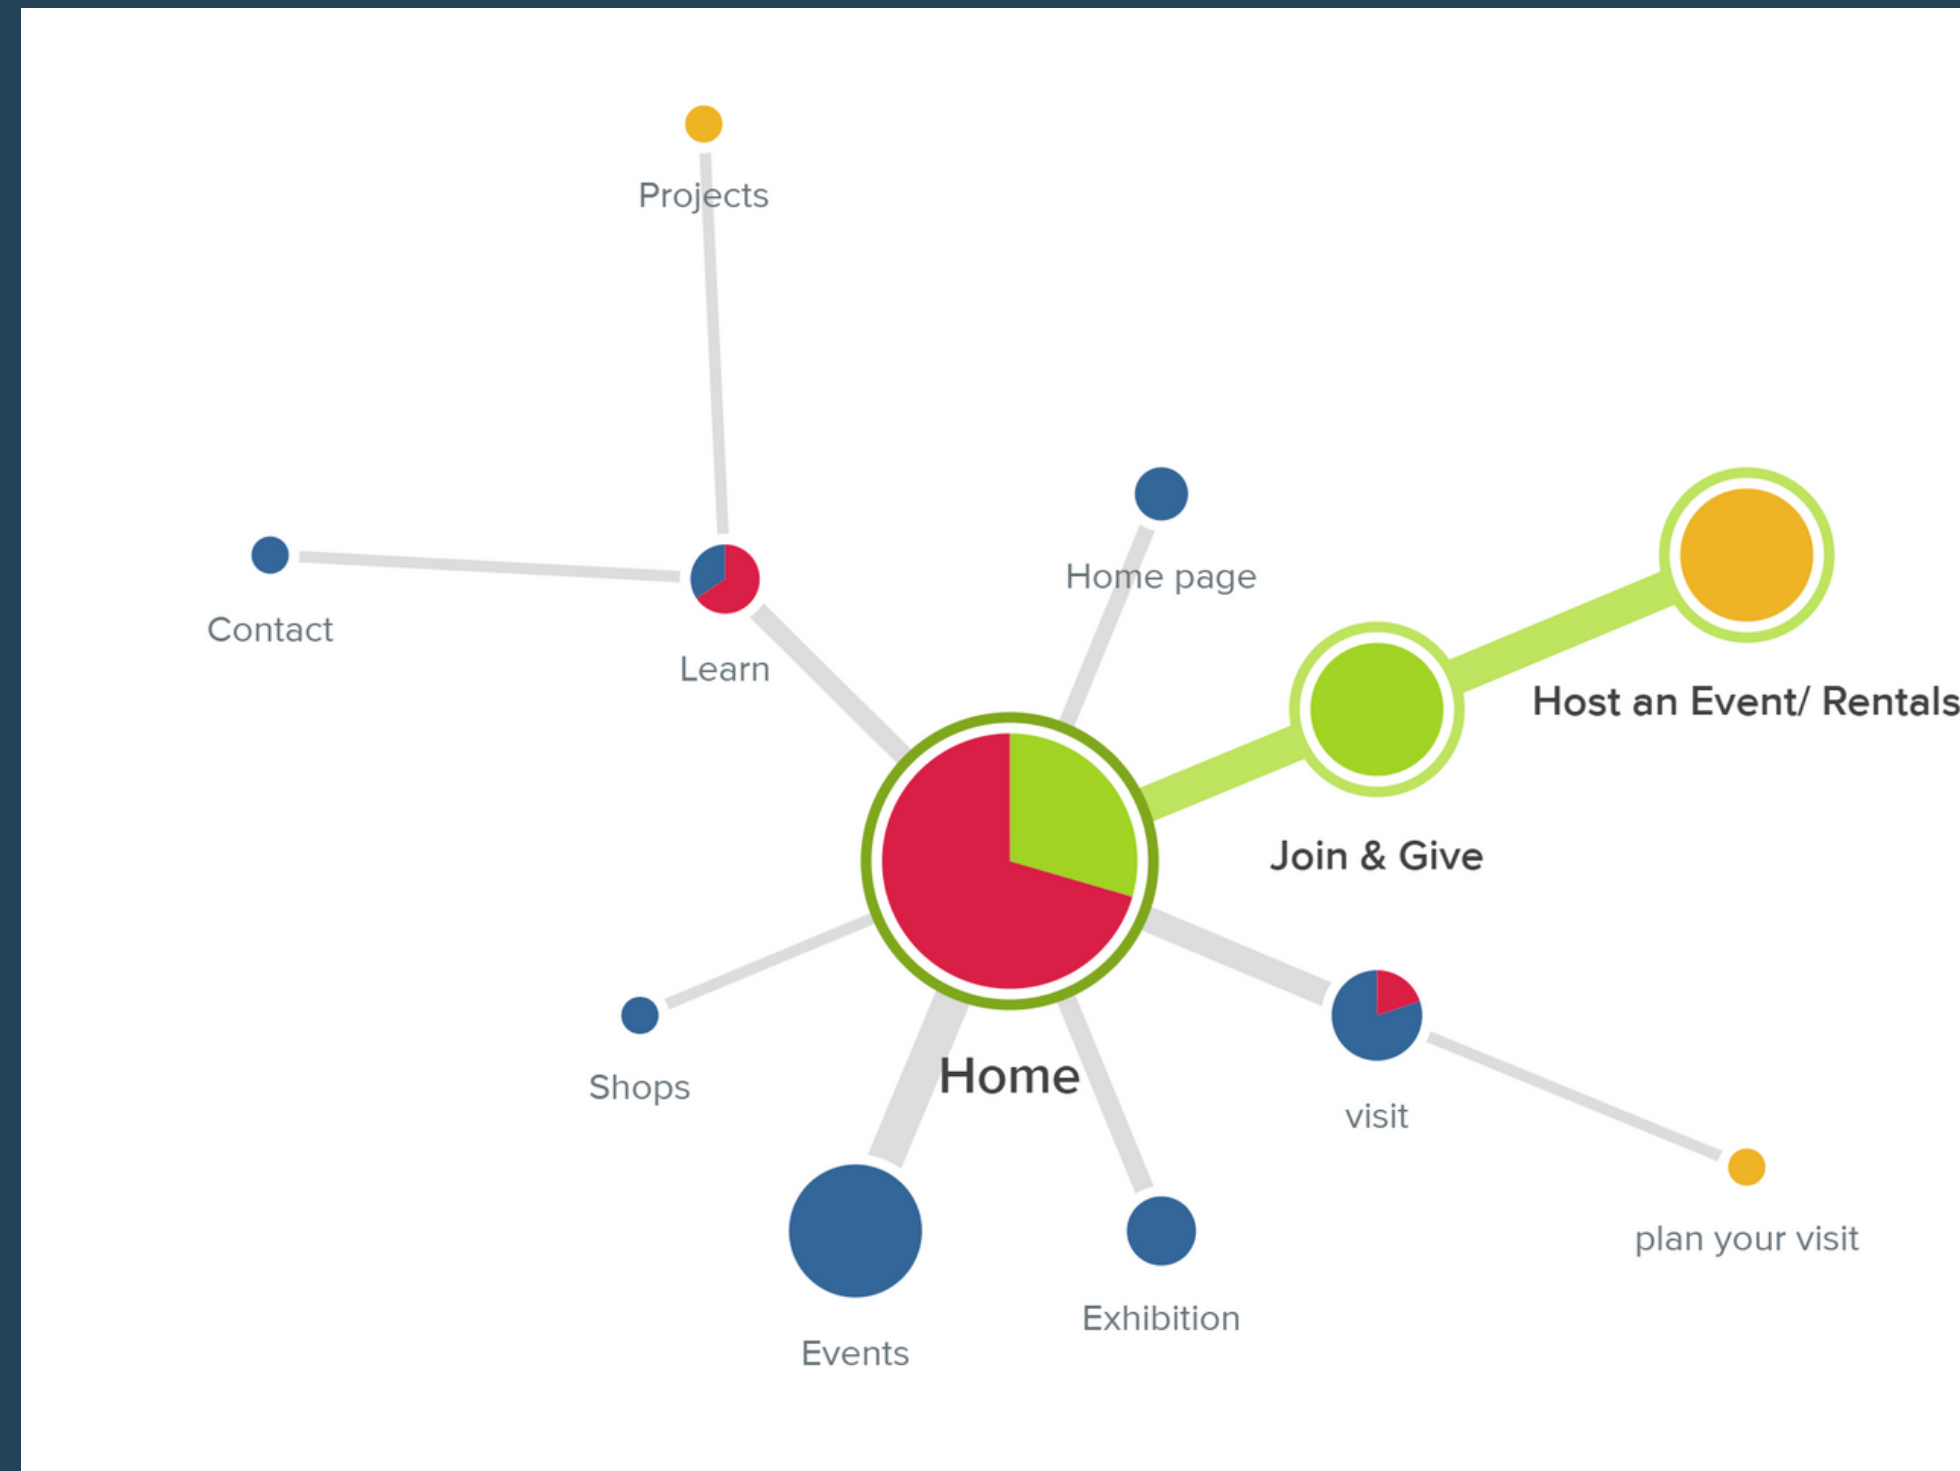 Projects
Home page
Contact
Learn
Host an Event/ Rentals
Join & Give
Home
Shops
visit
plan your visit
Exhibition
Events